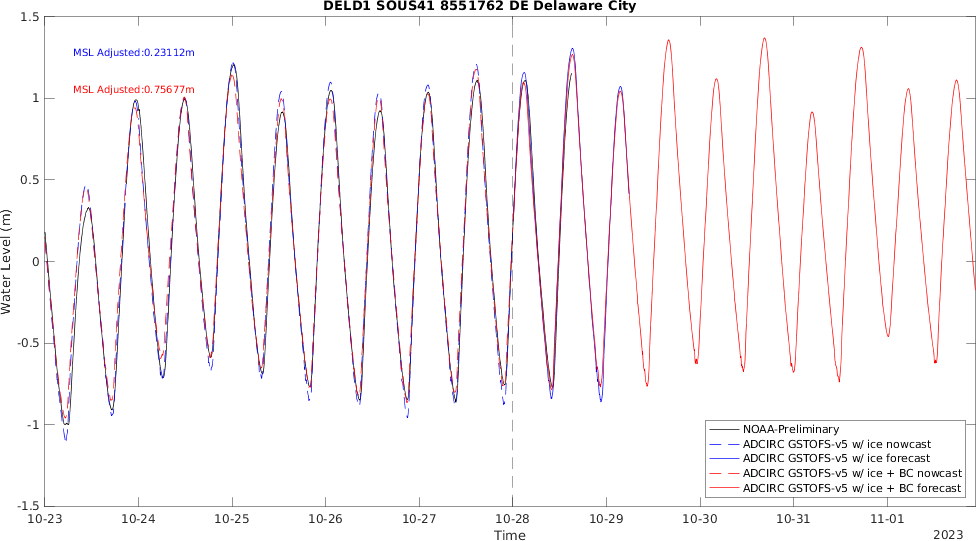 DELD1 SOUS41 8551762 DE Delaware City
1.5
MSL Adjusted:0.23112m
MSL Adjusted:0.75677m
1
0.5
0
-0.5
-1
-1.5
Water Level (m)
NOAA-Preliminary
ADCIRC GSTOFS-v5 w/ ice nowcast
ADCIRC GSTOFS-v5 w/ ice forecast
ADCIRC GSTOFS-v5 w/ ice + BC nowcast
ADCIRC GSTOFS-v5 w/ ice + BC forecast
10-23 10-24 10-25 10-26 10-27 10-28 10-29 10-30 10-31 11-01
Time
2023